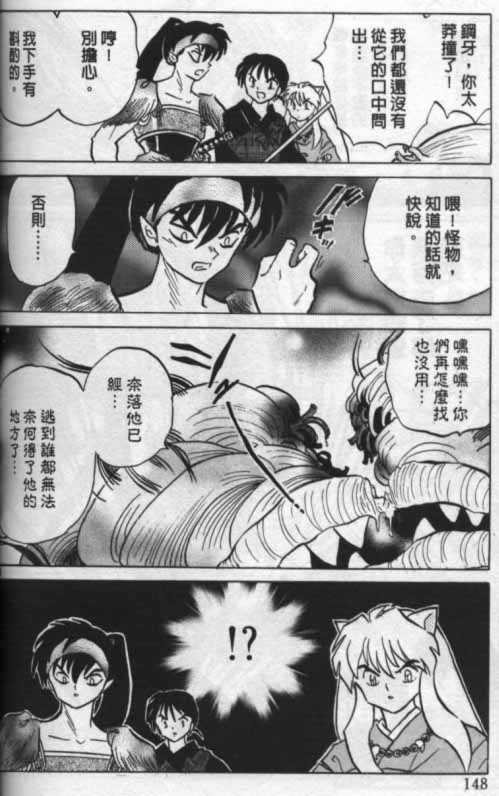 鋼牙，你太
莽撞了！
我們都還沒有
從它的口中問
出…
哼！
別擔心。
我下手有
斟酌的。
喂！怪物，
知道的話就
快說。
否則……
嘿嘿嘿…你
們再怎麼找
也沒用…
奈落他已
經…
逃到誰都無法
奈何得了他的
地方了…
!?
148